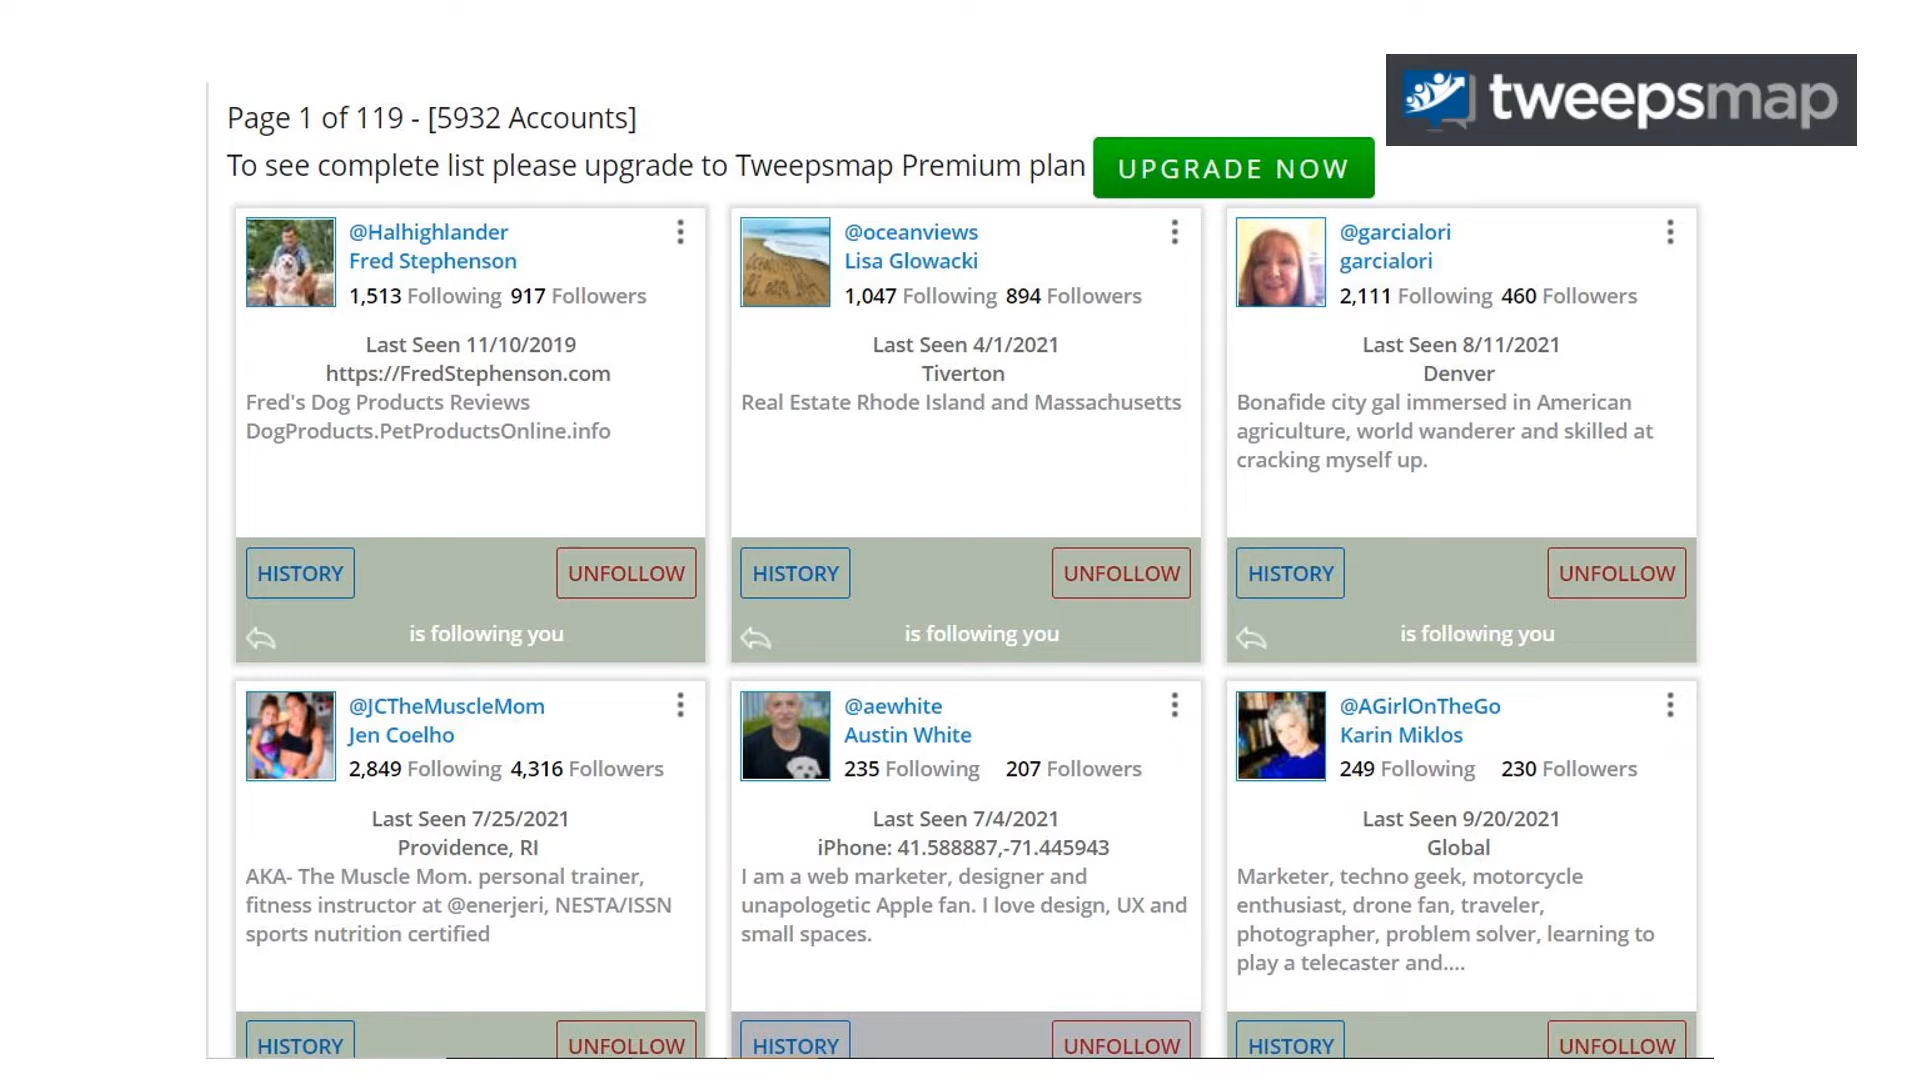 tweepsmap
Page 1 of 119 - [5932 Accounts]
To see complete list please upgrade to Tweepsmap Premium plan UPGRADE NOW
@Halhighlander
Fred Stephenson
1,513 Following 917 Followers
Last Seen 11/10/2019
https://FredStephenson.com
Fred's Dog Products Reviews
DogProducts.PetProductsOnline.info
HISTORY UNFOLLOW
is following you
@oceanviews
Lisa Glowacki
1,047 Following 894 Followers
Last Seen 4/1/2021
Tiverton
Real Estate Rhode Island and Massachusetts
HISTORY UNFOLLOW
is following you
@garcialori
garcialori
2,111 Following 460 Followers
Last Seen 8/11/2021
Denver
Bonafide city gal immersed in American
agriculture, world wanderer and skilled at
cracking myself up.
HISTORY UNFOLLOW
is following you
@JCTheMuscleMom
Jen Coelho
2,849 Following 4,316 Followers
Last Seen 7/25/2021
Providence, RI
AKA- The Muscle Mom. personal trainer,
fitness instructor at @enerjeri, NESTA/ISSN
sports nutrition certified
HISTORY UNFOLLOW
@aewhite
Austin White
235 Following 207 Followers
Last Seen 7/4/2021
iPhone: 41.588887,-71.445943
I am a web marketer, designer and
unapologetic Apple fan. I love design, UX and
small spaces.
HISTORY UNFOLLOW
@AGirlOnTheGo
Karin Miklos
249 Following 230 Followers
Last Seen 9/20/2021
Global
Marketer, techno geek, motorcycle
enthusiast, drone fan, traveler,
photographer, problem solver, learning to
play a telecaster and....
HISTORY UNFOLLOW